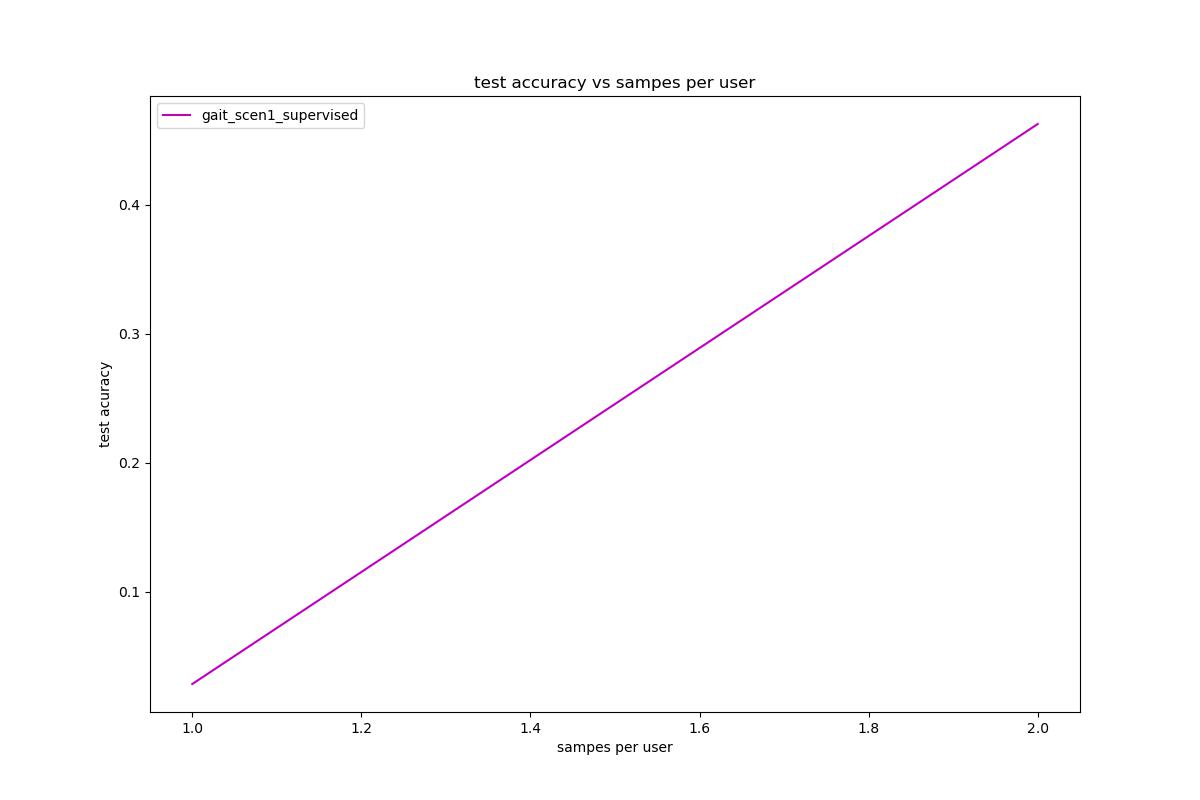 test accuracy vs sampes per user
gait_scen1_supervised
0.4
0.3
0.2
0.1
test acuracy
1.0 1.2 1.4 1.6 1.8 2.0
sampes per user